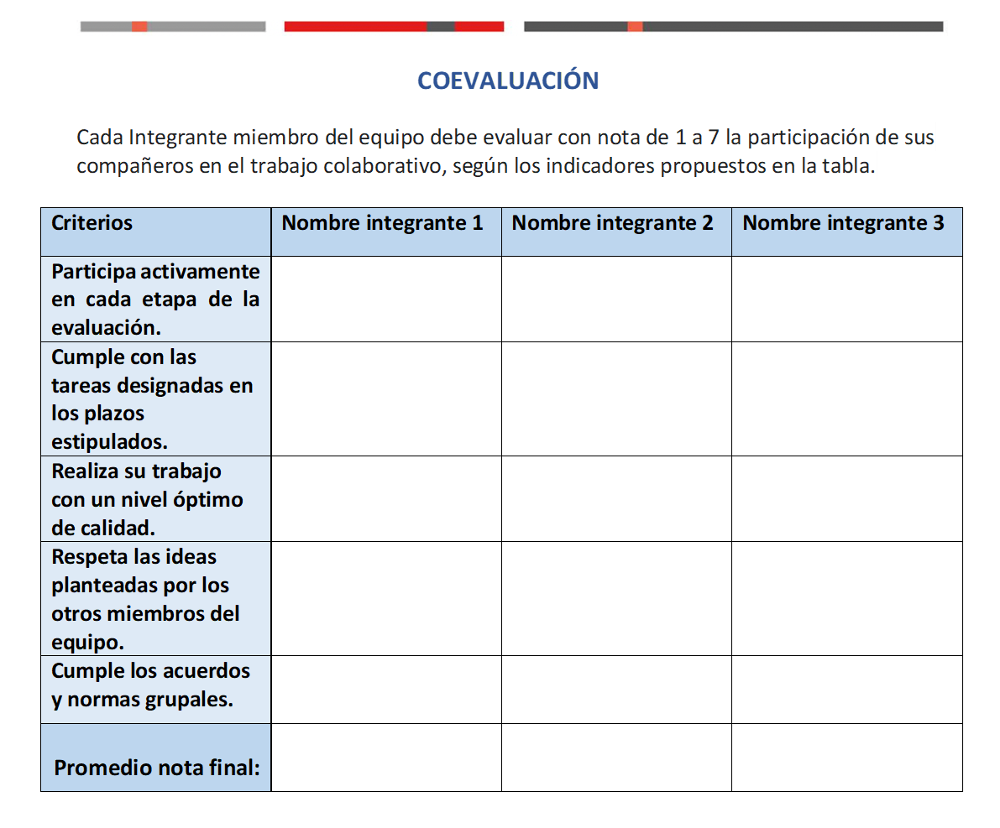 COEVALUACIÓN
Cada Integrante miembro del equipo debe evaluar con nota de 1 a 7 la participación de sus
compañeros en el trabajo colaborativo, según los indicadores propuestos en la tabla.
Criterios Nombre integrante 1 Nombre integrante 2 Nombre integrante 3
Participa activamente
en cada etapa de la
evaluación.
Cumple con las
tareas designadas en
los plazos
estipulados.
Realiza su trabajo
con un nivel óptimo
de calidad.
Respeta las ideas
planteadas por los
otros miembros del
equipo.
Cumple los acuerdos
y normas grupales.
Promedio nota final: